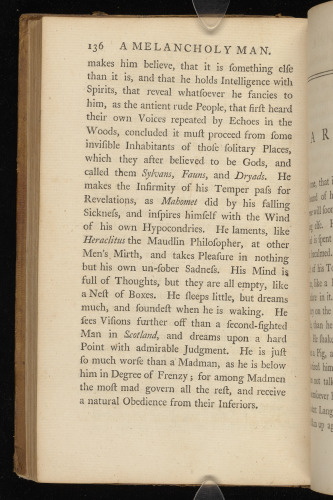 136 A MELANCHOLY MAN.
makes him believe, that it is ſomething elſe
than it is, and that he holds Intelligence with
Spirits, that reveal whatſoever he fancies to
him, as the antient rude People, that firſt heard
their own Voices repeated by Echoes in the
Woods, concluded it muſt proceed from ſome
inviſible Inhabitants of thoſe ſolitary Places,
which they after believed to be Gods, and
called them Sylvans, Fauns, and Dryads. He
makes the Infirmity of his Temper paſs for
Revelations, as Mahomet did by his falling
Sickneſs, and inſpires himſelf with the Wind
of his own Hypocondries. He laments, like
Heraclitus the Maudlin Philoſopher, at other
Men's Mirth, and takes Pleaſure in nothing
but his own un-ſober Sadneſs. His Mind is
full of Thoughts, but they are all empty, like
a Neſt of Boxes. He ſleeps little, but dreams
much, and ſoundeſt when he is waking. He
ſees Viſions further off than a ſecond-ſighted
Man in Scotland, and dreams upon a hard
Point with admirable Judgment. He is juſt
ſo much worſe than a Madman, as he is below
him in Degree of Frenzy; for among Madmen
the moſt mad govern all the reſt, and receive
a natural Obedience from their Inferiors.